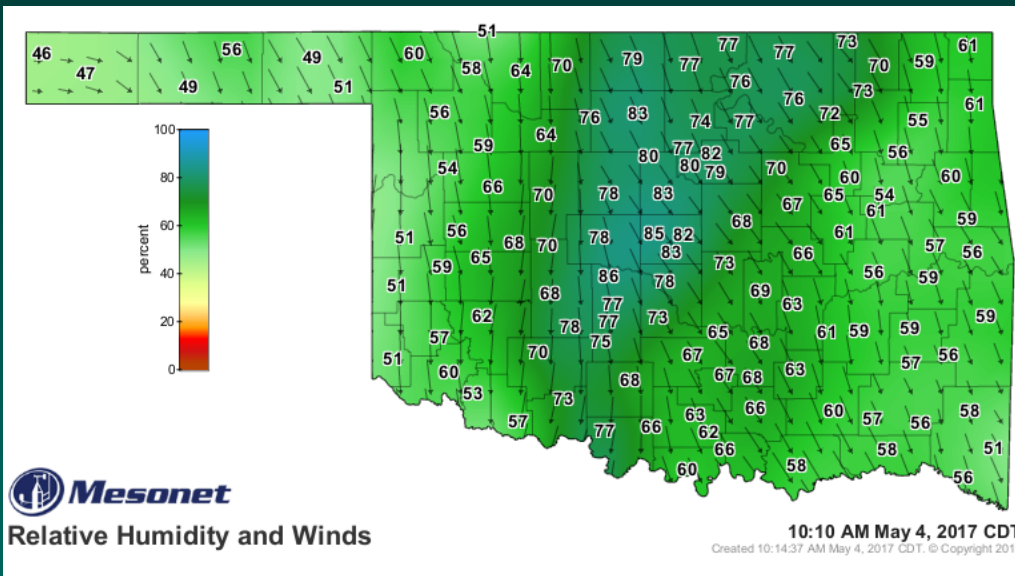 51
46 56 49 60 79 77 77 77 73 61
47 58 64 70 70 59
49 51 76 76 73 61
56 76 83 74 77 72 55
100
59 64 77 82 65 56
80 80 79
54 70 60 60
80
66 70 78 83 67 65 54
61
60 51 56 68 70 78 85 82 68 61 59
percent
59 65 83 73 66 57 56
40
51 68 86 78 69 56 59
20
62 78 77 73 63 59
77
57 75 65 68 61 59 59
0
51 70 67 57 56
60 68 67 68 63
53 73 63 66 60 58
57 77 66 62 57 56
66 58 51
60 58 56
Mesonet
Relative Humidity and Winds
10:10 AM May 4, 2017 CDT
Created 10:14:37 AM May 4, 2017 CDT. © Copyright 201